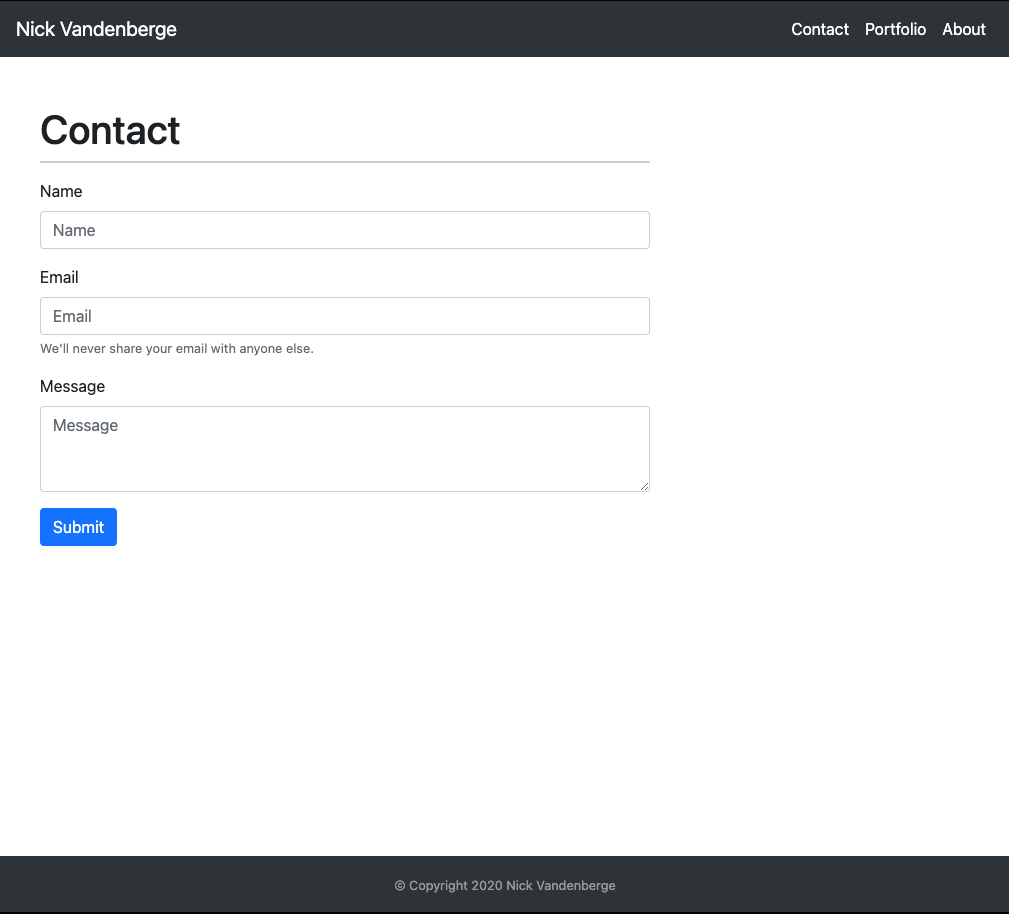 Nick Vandenberge Contact Portfolio About
Contact
Name
Name
Email
Email
We'll never share your email with anyone else.
Message
Message
Submit
© Copyright 2020 Nick Vandenberge